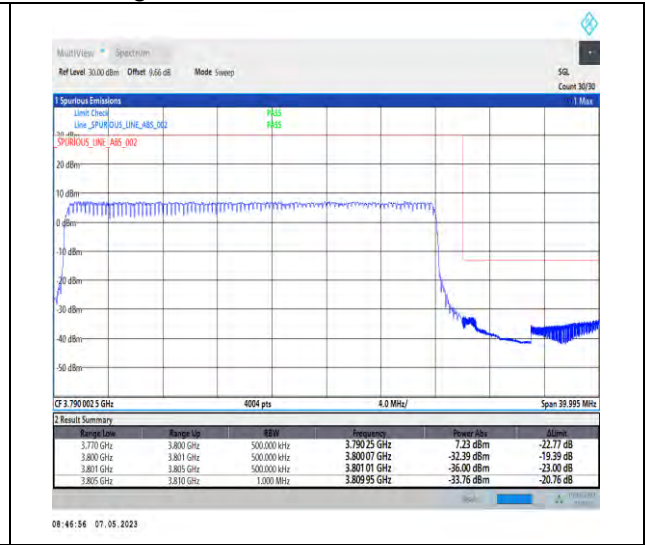 MultiView Spectrum
Ref Level 30.00 dBm Offset 9.66 dB Mode Sweep SGL
Count 30/30
1 Spurious Emissions 1 Max
Limit Check PASS
Line _SPURIOUS_LINE_ABS_002 PASS
_SPURIOUS_LINE_ABS_002
20 dBm
10 dBm
0 dBm
-10 dBm
-20 dBm
-30 dBm
-40 dBm
-50 dBm
CF 3.790 002 5 GHz 4004 pts 4.0 MHz/ Span 39.995 MHz
2 Result Summary
Range Low Range Up RBW Frequency Power Abs ΔLimit
3.770 GHz 3.800 GHz 500.000 kHz 3.790 25 GHz 7.23 dBm -22.77 dB
3.800 GHz 3.801 GHz 500.000 kHz 3.800 07 GHz -32.39 dBm -19.39 dB
3.801 GHz 3.805 GHz 500.000 kHz 3.801 01 GHz -36.00 dBm -23.00 dB
3.805 GHz 3.810 GHz 1.000 MHz 3.809 95 GHz -33.76 dBm -20.76 dB
08:46:56 07.05.2023